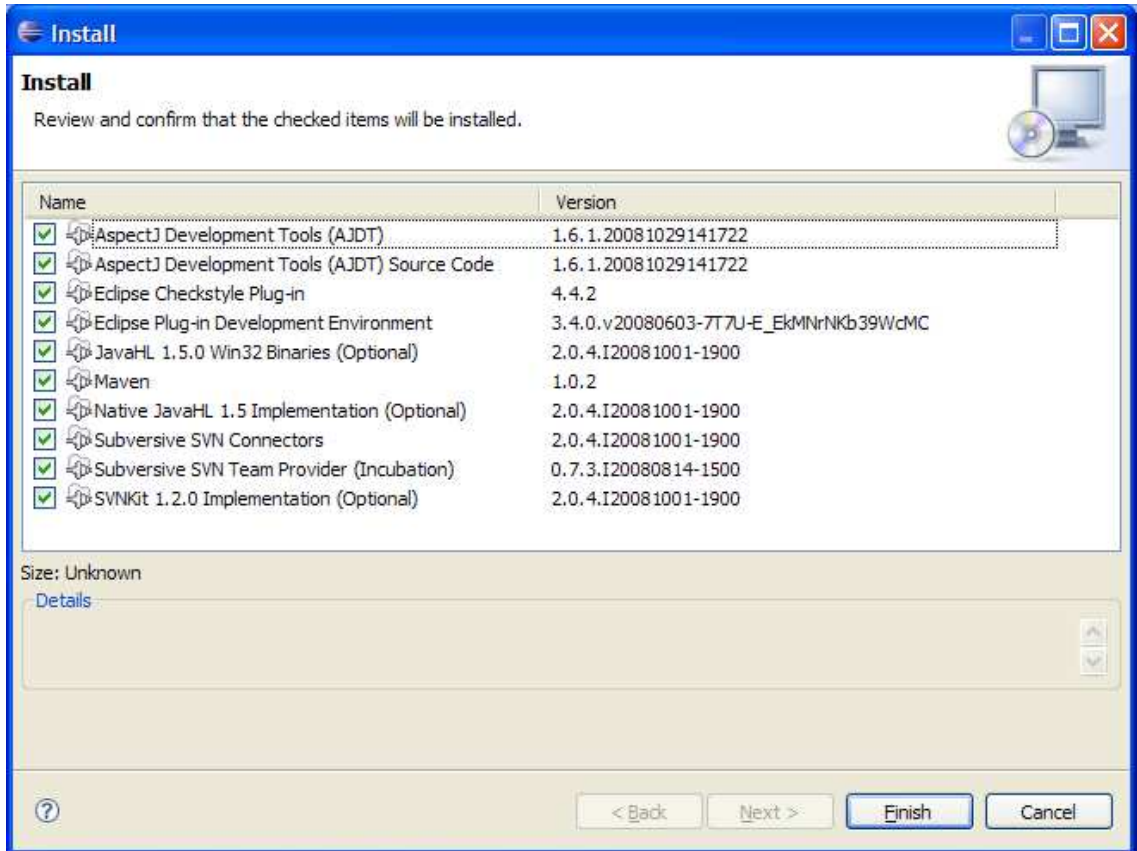 Install
Install
Review and confirm that the checked items will be installed.
Name Version
AspectJ Development Tools (AJDT) 1.6.1.20081029141722
AspectJ Development Tools (AJDT) Source Code 1.6.1.20081029141722
Eclipse Checkstyle Plug-in 4.4.2
Eclipse Plug-in Development Environment 3.4.0.v20080603-7T7U-E_EkMNrNKb39WcMC
JavaHL 1.5.0 Win32 Binaries (Optional) 2.0.4.I20081001-1900
Maven 1.0.2
Native JavaHL 1.5 Implementation (Optional) 2.0.4.I20081001-1900
Subversive SVN Connectors 2.0.4.I20081001-1900
Subversive SVN Team Provider (Incubation) 0.7.3.I20080814-1500
SVNKit 1.2.0 Implementation (Optional) 2.0.4.I20081001-1900
Size: Unknown
Details
? < Back Next > Finish Cancel